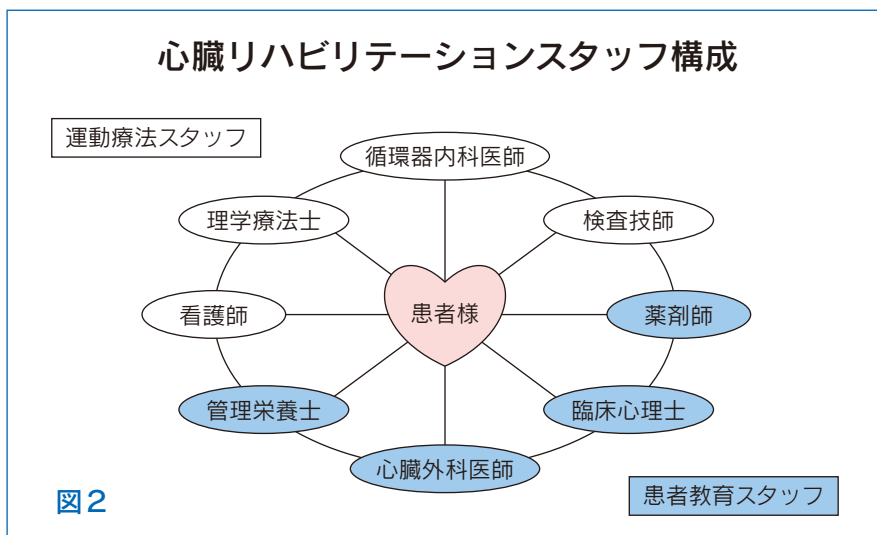 心臓リハビリテーションスタッフ構成
運動療法スタッフ
循環器内科医師
理学療法士
検査技師
看護師
患者様
薬剤師
管理栄養士
臨床心理士
心臓外科医師
図2
患者教育スタッフ